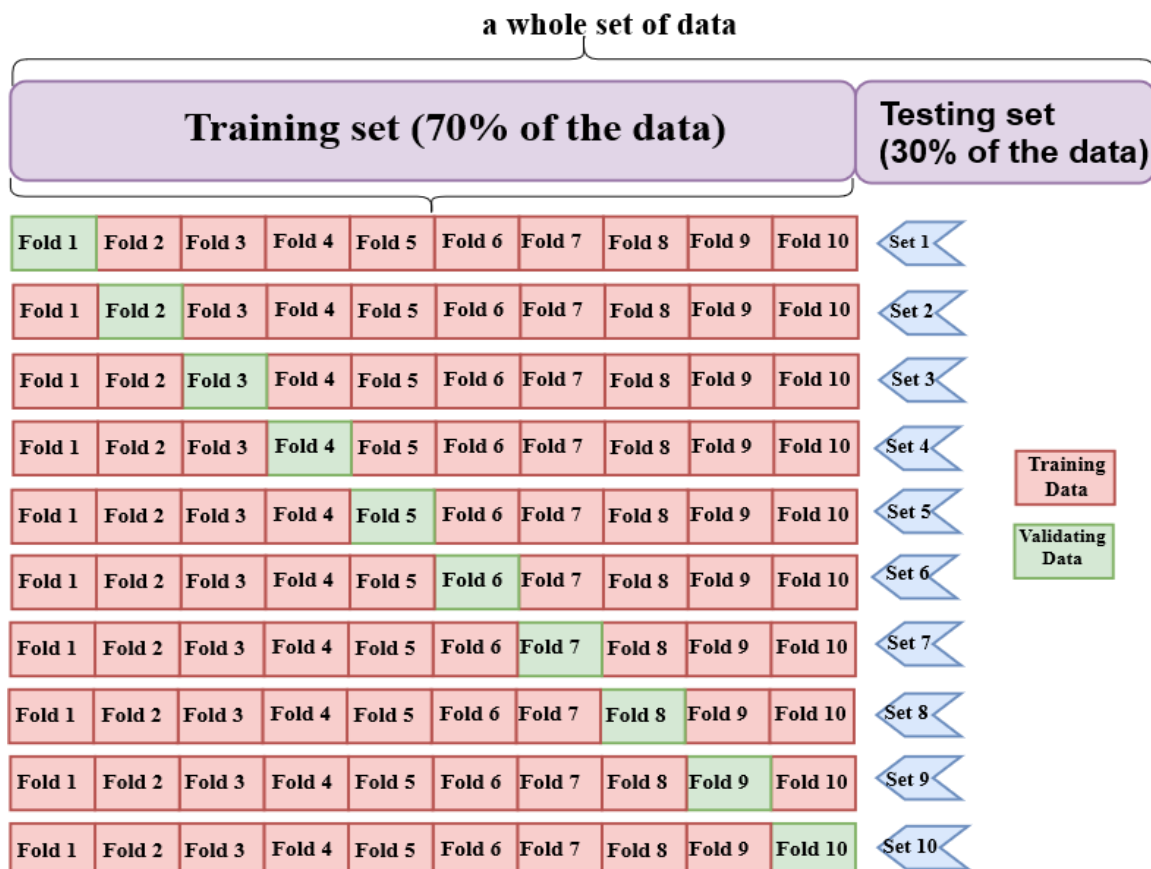 a whole set of data
Training set (70% of the data)
Testing set
(30% of the data)
Fold 1 Fold 2 Fold 3 Fold 4 Fold 5 Fold 6 Fold 7 Fold 8 Fold 9 Fold 10 Set 1
Fold 1 Fold 2 Fold 3 Fold 4 Fold 5 Fold 6 Fold 7 Fold 8 Fold 9 Fold 10 Set 2
Fold 1 Fold 2 Fold 3 Fold 4 Fold 5 Fold 6 Fold 7 Fold 8 Fold 9 Fold 10 Set 3
Fold 1 Fold 2 Fold 3 Fold 4 Fold 5 Fold 6 Fold 7 Fold 8 Fold 9 Fold 10 Set 4
Fold 1 Fold 2 Fold 3 Fold 4 Fold 5 Fold 6 Fold 7 Fold 8 Fold 9 Fold 10 Set 5
Fold 1 Fold 2 Fold 3 Fold 4 Fold 5 Fold 6 Fold 7 Fold 8 Fold 9 Fold 10 Set 6
Fold 1 Fold 2 Fold 3 Fold 4 Fold 5 Fold 6 Fold 7 Fold 8 Fold 9 Fold 10 Set 7
Fold 1 Fold 2 Fold 3 Fold 4 Fold 5 Fold 6 Fold 7 Fold 8 Fold 9 Fold 10 Set 8
Fold 1 Fold 2 Fold 3 Fold 4 Fold 5 Fold 6 Fold 7 Fold 8 Fold 9 Fold 10 Set 9
Fold 1 Fold 2 Fold 3 Fold 4 Fold 5 Fold 6 Fold 7 Fold 8 Fold 9 Fold 10 Set 10
Training
Data
Validating
Data